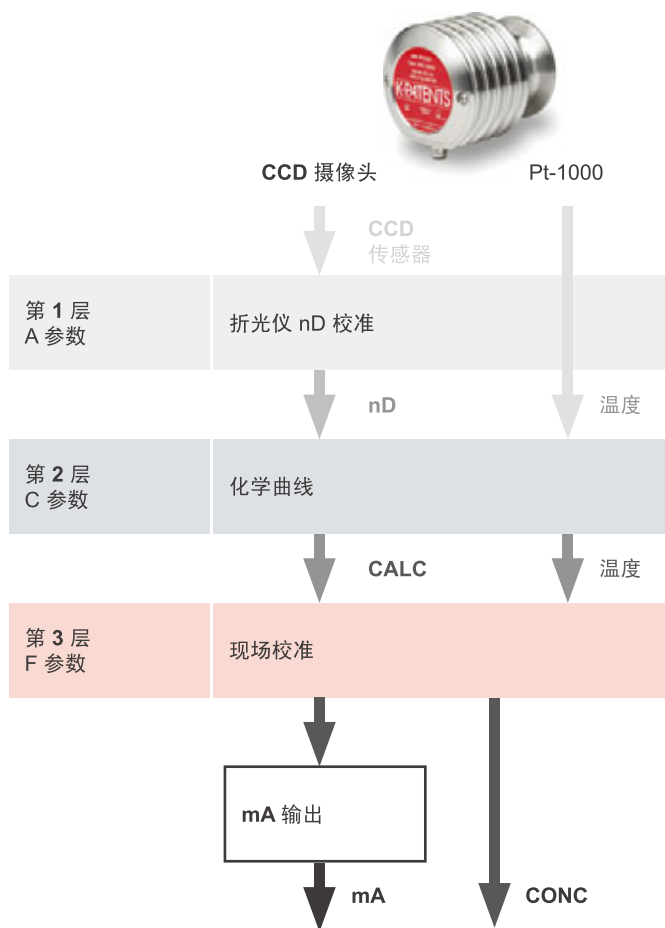 K-PATENTS
CCD 摄像头
Pt-1000
CCD
传感器
第 1 层
A 参数
折光仪 nD 校准
nD
温度
第 2 层
C 参数
化学曲线
CALC
温度
第 3 层
F 参数
现场校准
mA 输出
mA
CONC